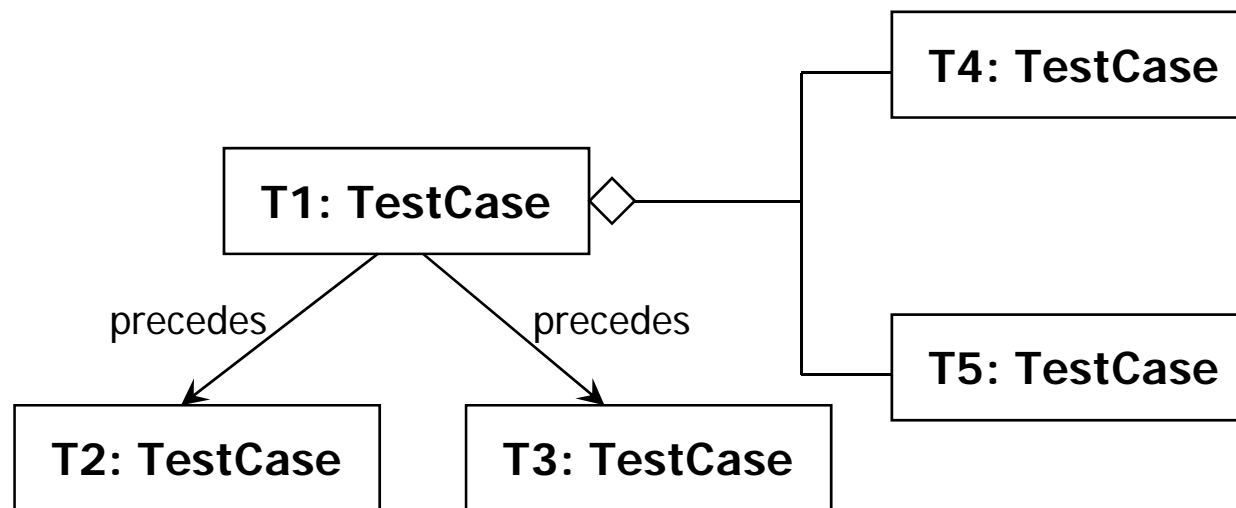 T4: TestCase
T1: TestCase
precedes
precedes
T5: TestCase
T2: TestCase
T3: TestCase